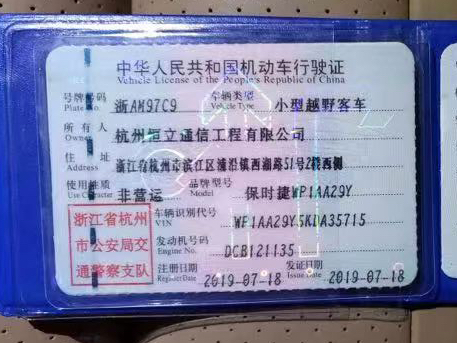 中华人民共和国机动车行驶证
Vehicle License of the People's Republic of China
号牌号码 浙AM97C9 车辆类型 小型越野客车
Plate No. Vehicle Type
所有人 杭州恒立通信工程有限公司
Owner
住址 浙江省杭州市滨江区浦沿镇西湖路51号2楼西侧
Address
使用性质 非营运 品牌型号 保时捷WP1AA29Y
Use Character Model
浙江省杭州 车辆识别代号 WP1AA29Y5KDA35715
VIN
市公安局交 发动机号码 DCB121135
Engine No.
通警察支队 注册日期 2019-07-18 发证日期 2019-07-18
Register Date Issue Date